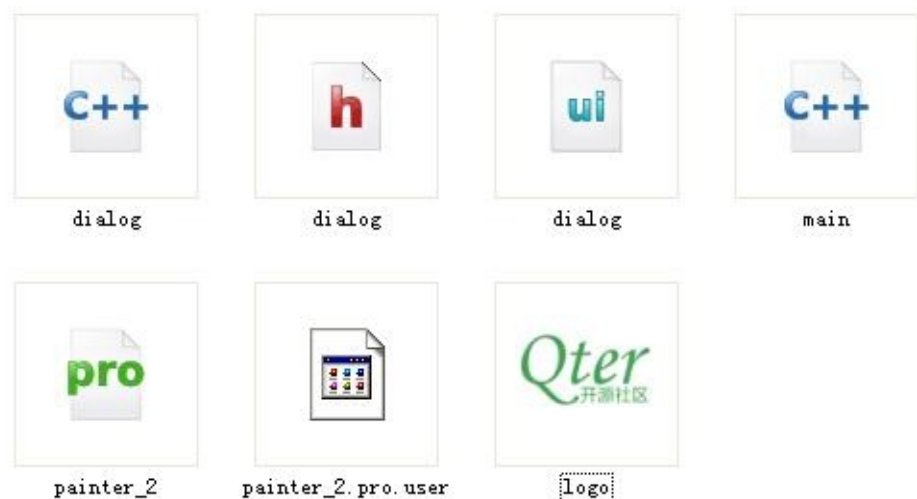 C++
h
ui
C++
dialog
dialog
dialog
main
pro
Qter
开源社区
painter_2
painter_2.pro.user
logo